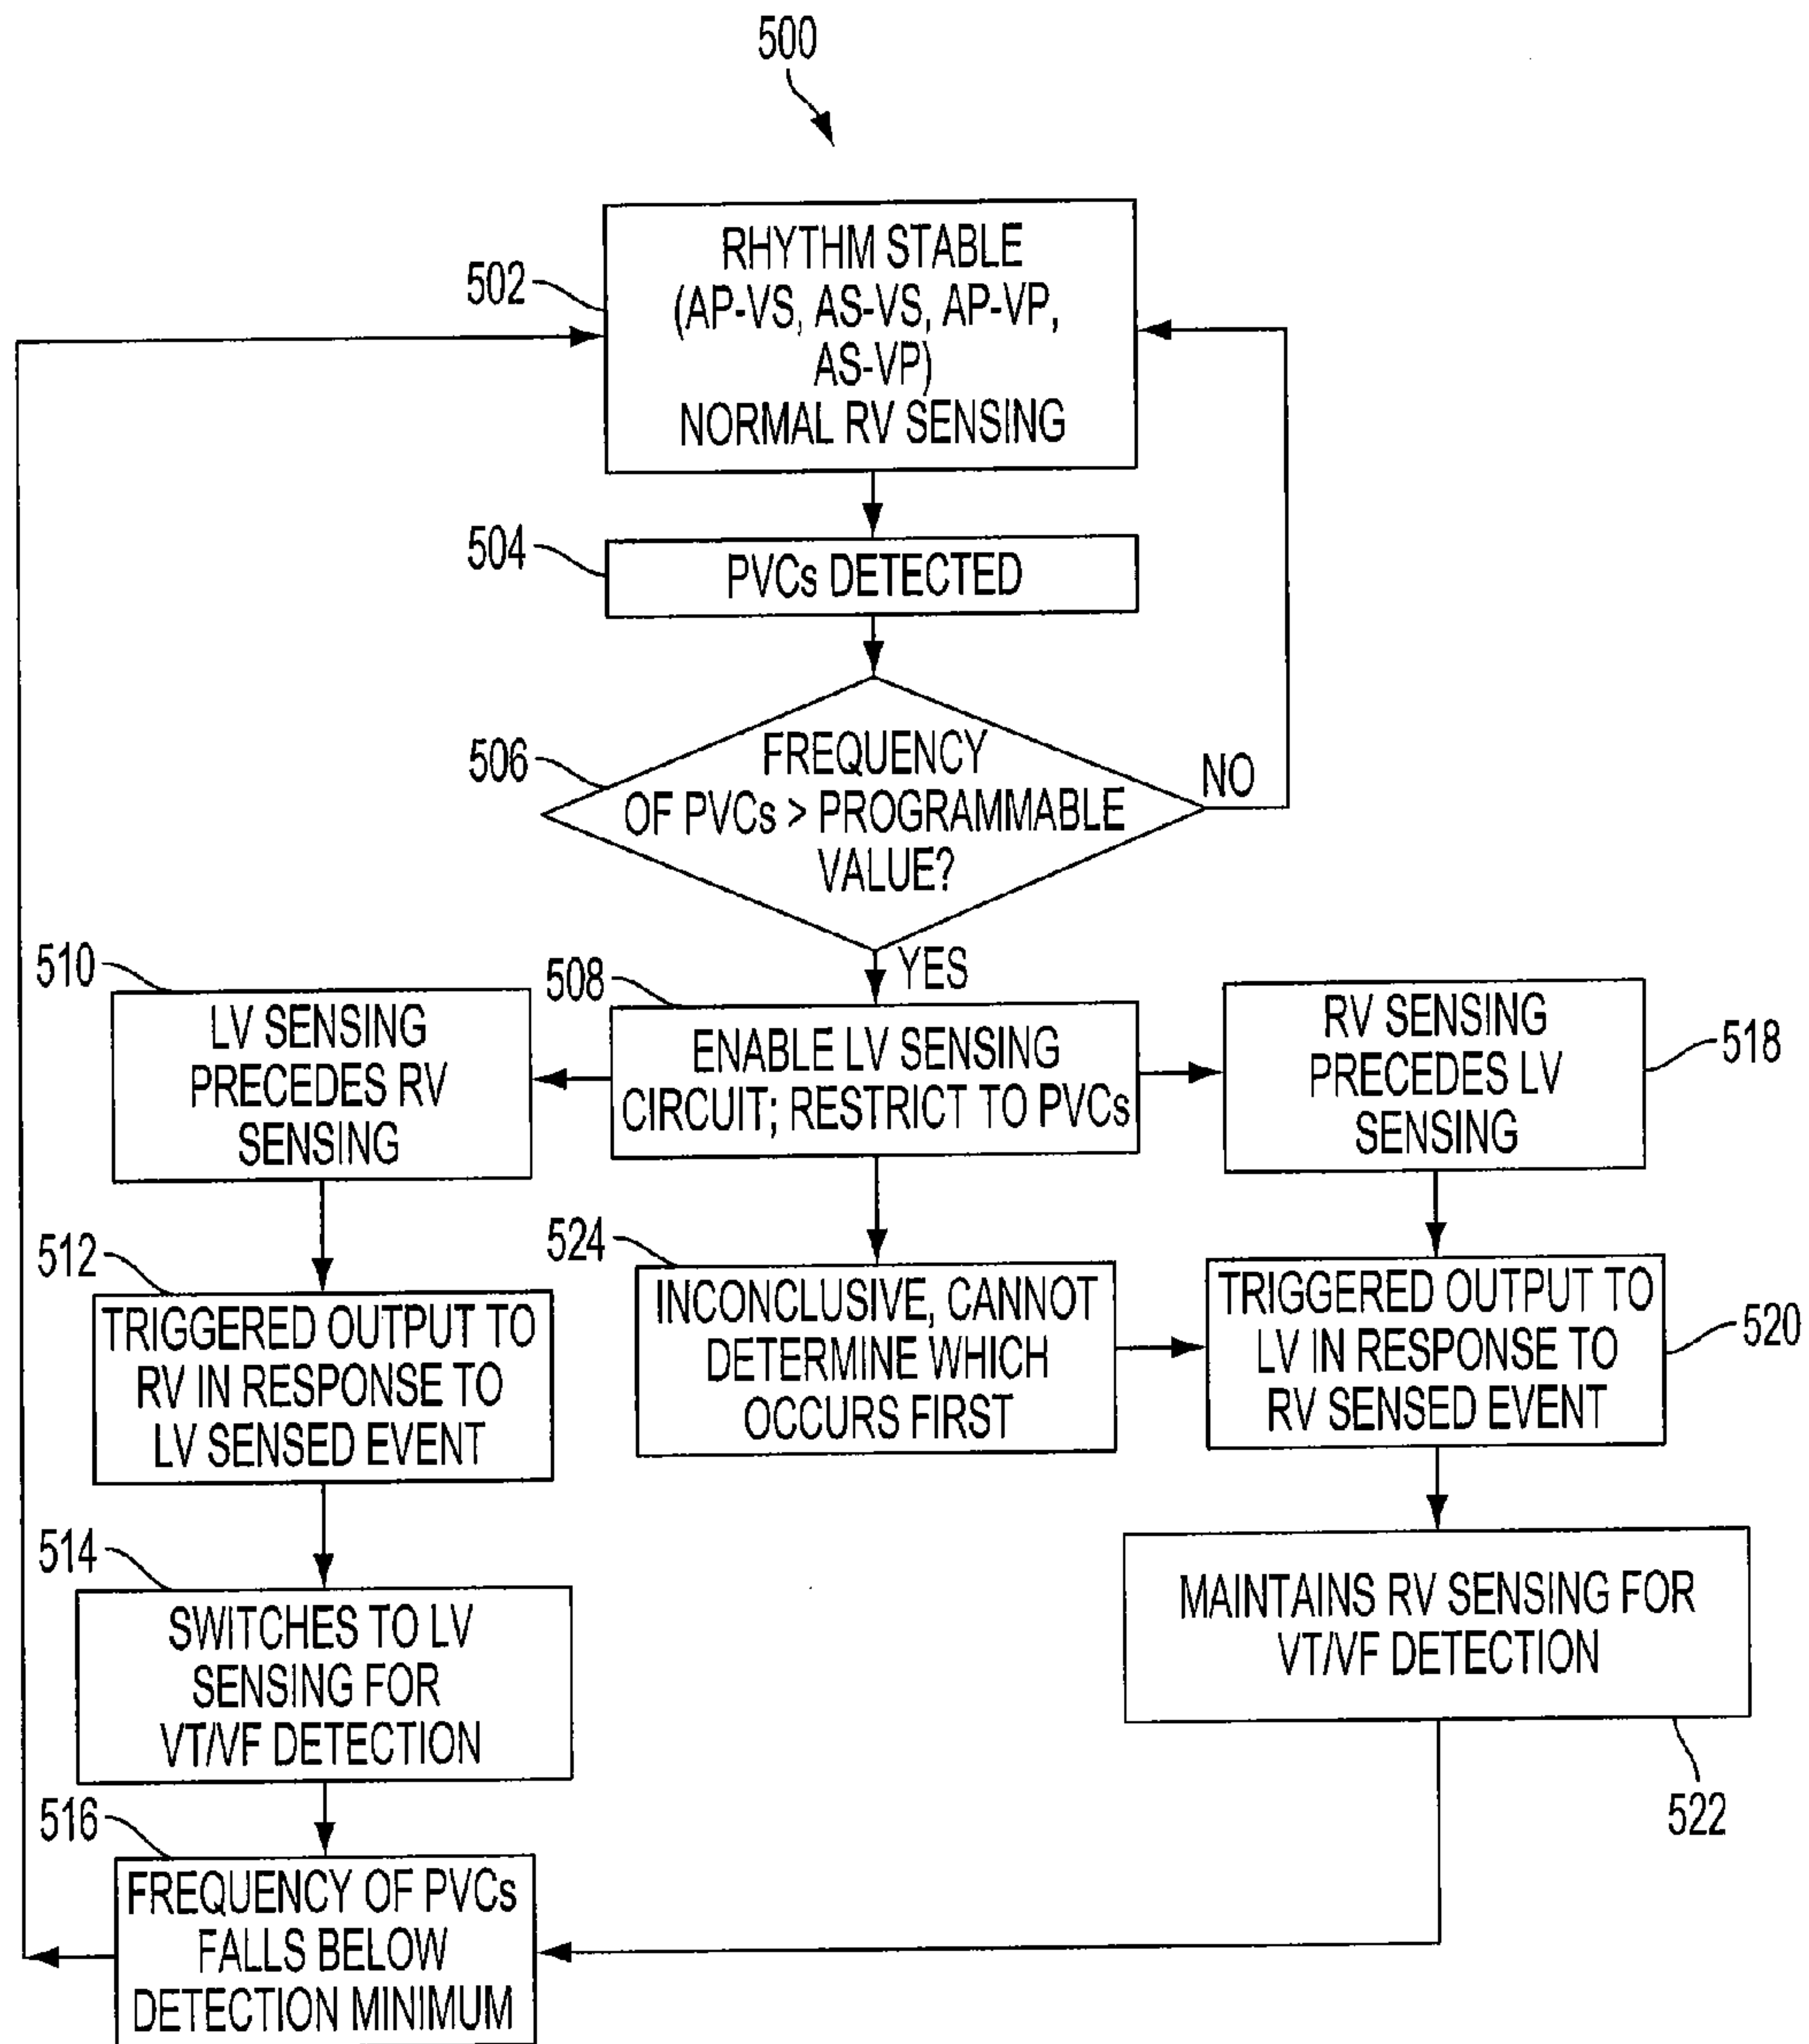 500
502
RHYTHM STABLE
(AP-VS, AS-VS, AP-VP,
AS-VP)
NORMAL RV SENSING
504
PVCs DETECTED
506
FREQUENCY
OF PVCs > PROGRAMMABLE
VALUE?
NO
YES
508
ENABLE LV SENSING
CIRCUIT; RESTRICT TO PVCs
510
LV SENSING
PRECEDES RV
SENSING
518
RV SENSING
PRECEDES LV
SENSING
512
TRIGGERED OUTPUT TO
RV IN RESPONSE TO
LV SENSED EVENT
524
INCONCLUSIVE, CANNOT
DETERMINE WHICH
OCCURS FIRST
520
TRIGGERED OUTPUT TO
LV IN RESPONSE TO
RV SENSED EVENT
514
SWITCHES TO LV
SENSING FOR
VT/VF DETECTION
522
MAINTAINS RV SENSING FOR
VT/VF DETECTION
516
FREQUENCY OF PVCs
FALLS BELOW
DETECTION MINIMUM